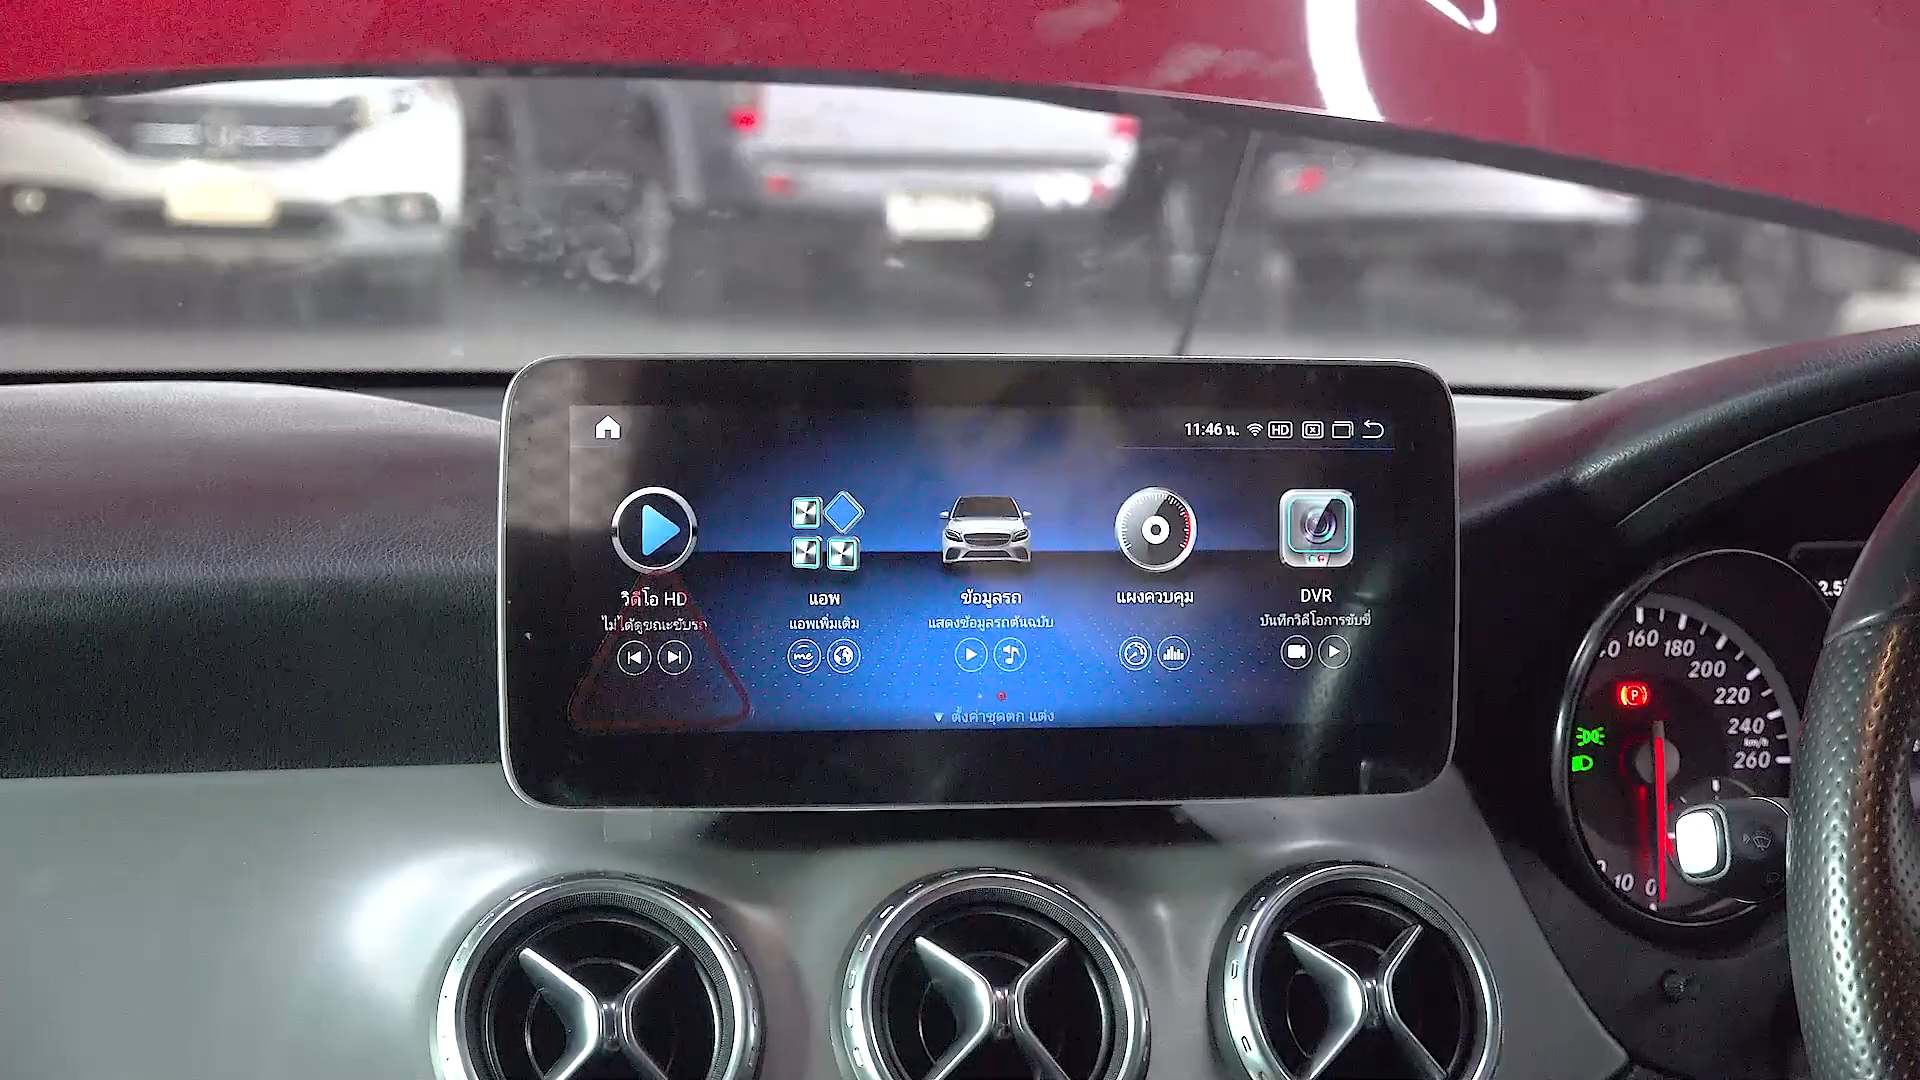 11:46 น. HD
วิดีโอ HD
ไม่ได้ดูขณะขับรถ
แอพ
แอพเพิ่มเติม
me
ข้อมูลรถ
แสดงข้อมูลรถต้นฉบับ
แผงควบคุม
DVR
บันทึกวิดีโอการขับขี่
▼ ตั้งค่าชุดตก แต่ง
160
180
200
220
240
km/h
260
P
10
0